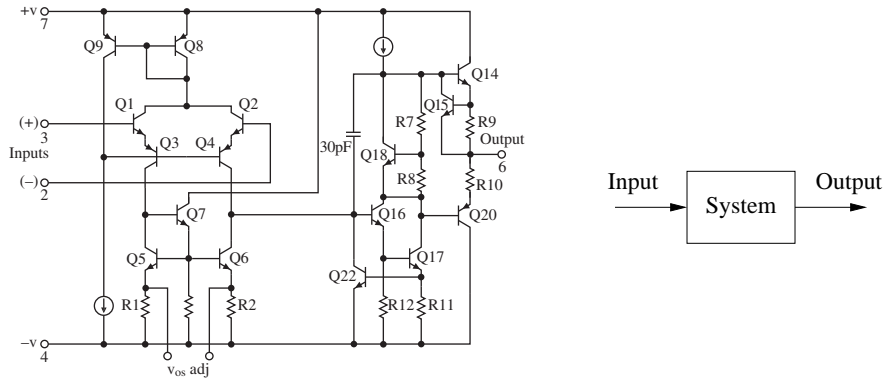 +v
7
Q9
Q8
Q14
Q1
Q2
Q15
R9
(+)
3
Q3
Q4
R7
30pF
Output
6
Inputs
Q18
(–)
2
R8
R10
Q7
Q16
Q20
Q5
Q6
Q17
Q22
R1
R2
R12
R11
–v
4
vos adj
Input
System
Output